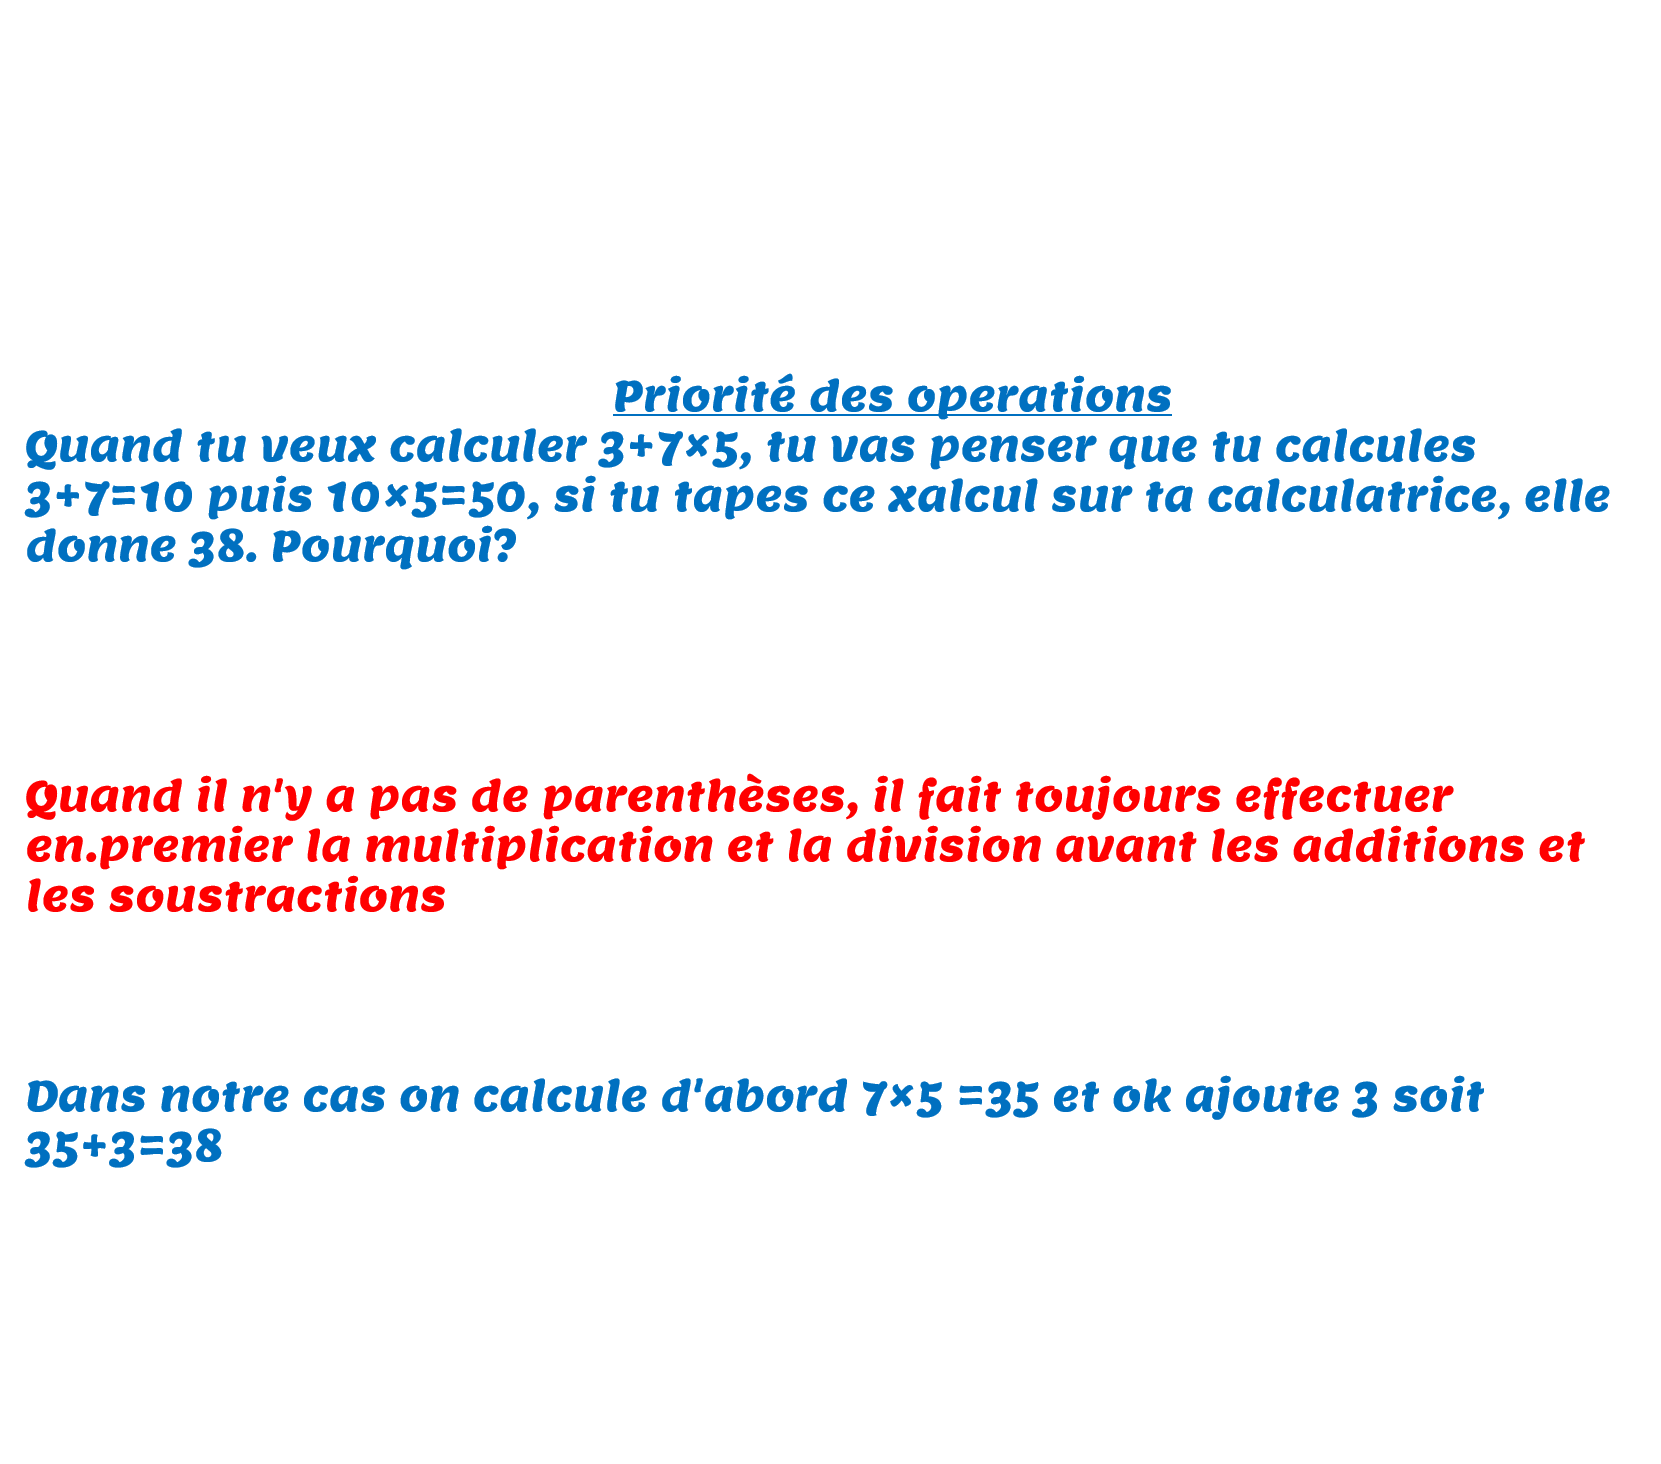 Priorité des operations
Quand tu veux calculer 3+7×5, tu vas penser que tu calcules
3+7=10 puis 10×5=50, si tu tapes ce xalcul sur ta calculatrice, elle
donne 38. Pourquoi?
Quand il n'y a pas de parenthèses, il fait toujours effectuer
en.premier la multiplication et la division avant les additions et
les soustractions
Dans notre cas on calcule d'abord 7×5 =35 et ok ajoute 3 soit
35+3=38